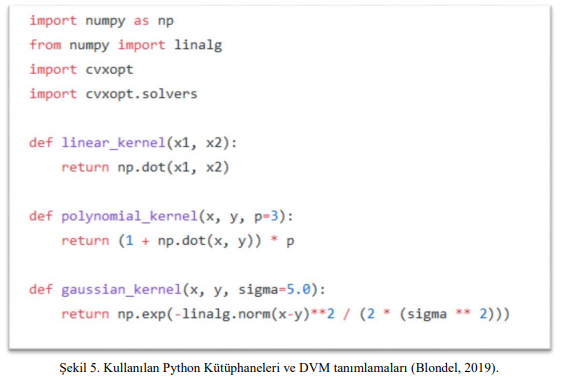 import numpy as np
from numpy import linalg
import cvxopt
import cvxopt.solvers
def linear_kernel(x1, x2):
    return np.dot(x1, x2)
def polynomial_kernel(x, y, p=3):
    return (1 + np.dot(x, y)) * p
def gaussian_kernel(x, y, sigma=5.0):
    return np.exp(-linalg.norm(x-y)**2 / (2 * (sigma ** 2)))
Şekil 5. Kullanılan Python Kütüphaneleri ve DVM tanımlamaları (Blondel, 2019).